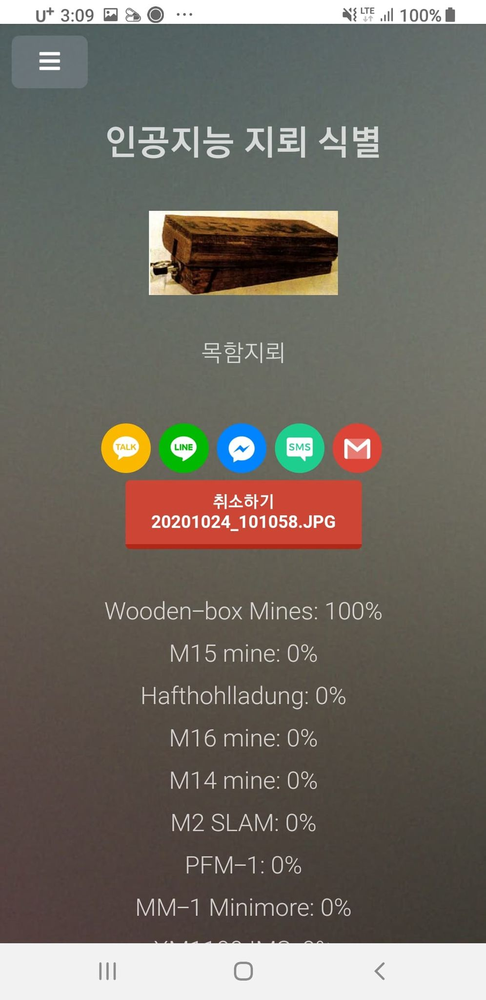 U+ 3:09 ... LTE 100%
인공지능 지뢰 식별
목함지뢰
TALK LINE SMS
취소하기
20201024_101058.JPG
Wooden-box Mines: 100%
M15 mine: 0%
Hafthohlladung: 0%
M16 mine: 0%
M14 mine: 0%
M2 SLAM: 0%
PFM-1: 0%
MM-1 Minimore: 0%